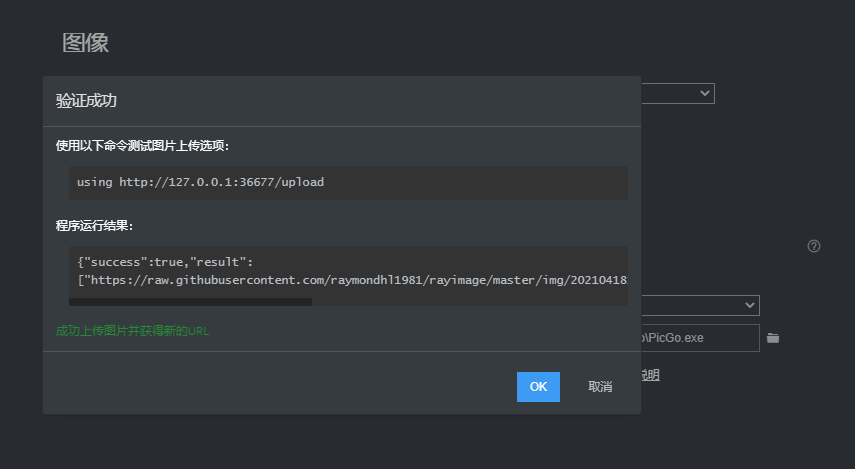 图像
验证成功
使用以下命令测试图片上传选项:
using http://127.0.0.1:36677/upload
程序运行结果:
{"success":true,"result":
["https://raw.githubusercontent.com/raymondhl1981/rayimage/master/img/2021041
\PicGo.exe
成功上传图片并获得新的URL
说明
OK
取消